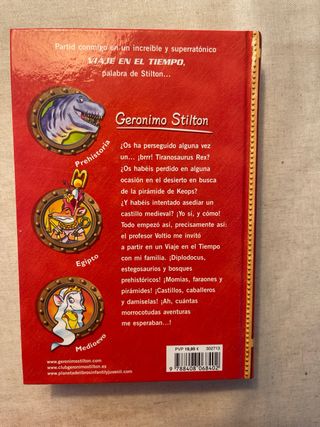 Partid conmigo en un increíble y superratónico
VIAJE EN EL TIEMPO,
palabra de Stilton...
Geronimo Stilton
Prehistoria
¿Os ha perseguido alguna vez
un... ¡brr! Tiranosaurus Rex?
¿Os habéis perdido en alguna
ocasión en el desierto en busca
de la pirámide de Keops?
¿Y habéis intentado asediar un
castillo medieval? ¡Yo sí, y cómo!
Todo empezó así, precisamente así:
el profesor Voltio me invitó
a partir en un Viaje en el Tiempo
con mi familia. ¡Diplodocus,
estegosaurios y bosques
prehistóricos! ¡Momias, faraones y
pirámides! ¡Castillos, caballeros
y damiselas! ¡Ah, cuántas
morrocotudas aventuras
me esperaban...!
Egipto
Medioevo
www.geronimostilton.com
www.clubgeronimostilton.es
www.planetadelibrosinfantilyjuvenil.com
PVP 19,95 € 302713
9 788408 068402